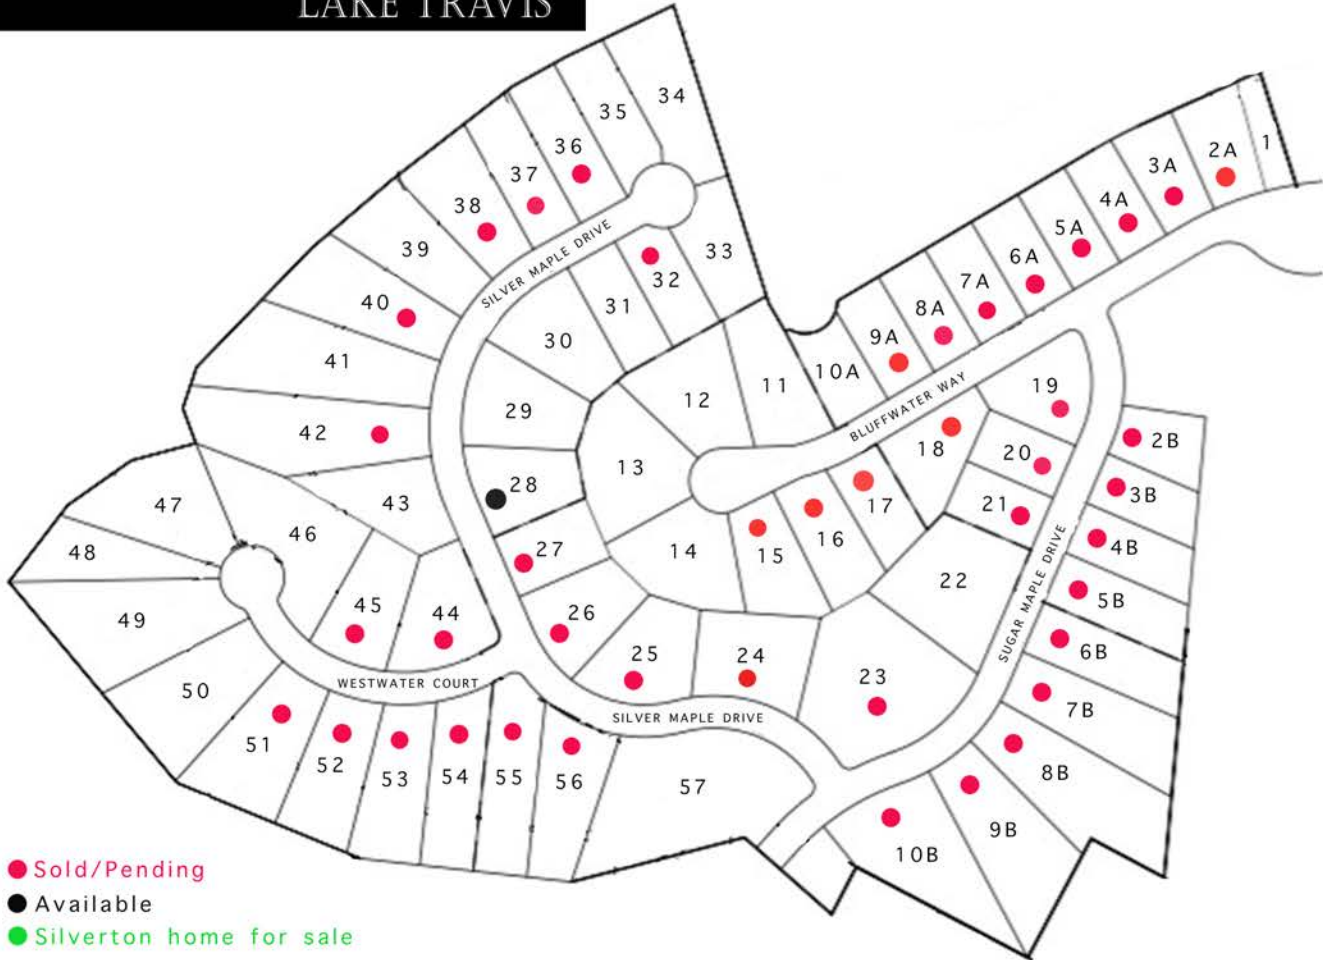 LAKE TRAVIS
34
35
36
37
38
39
40
41
42
43
SILVER MAPLE DRIVE
33
32
31
30
29
28
27
26
25
24
23
22
1
2A
3A
4A
5A
6A
7A
8A
9A
10A
11
12
13
14
15
16
17
18
19
20
21
BLUFFWATER WAY
2B
3B
4B
5B
6B
7B
8B
9B
10B
SUGAR MAPLE DRIVE
47
48
49
50
46
45
44
WESTWATER COURT
SILVER MAPLE DRIVE
51
52
53
54
55
56
57
Sold/Pending
Available
Silverton home for sale